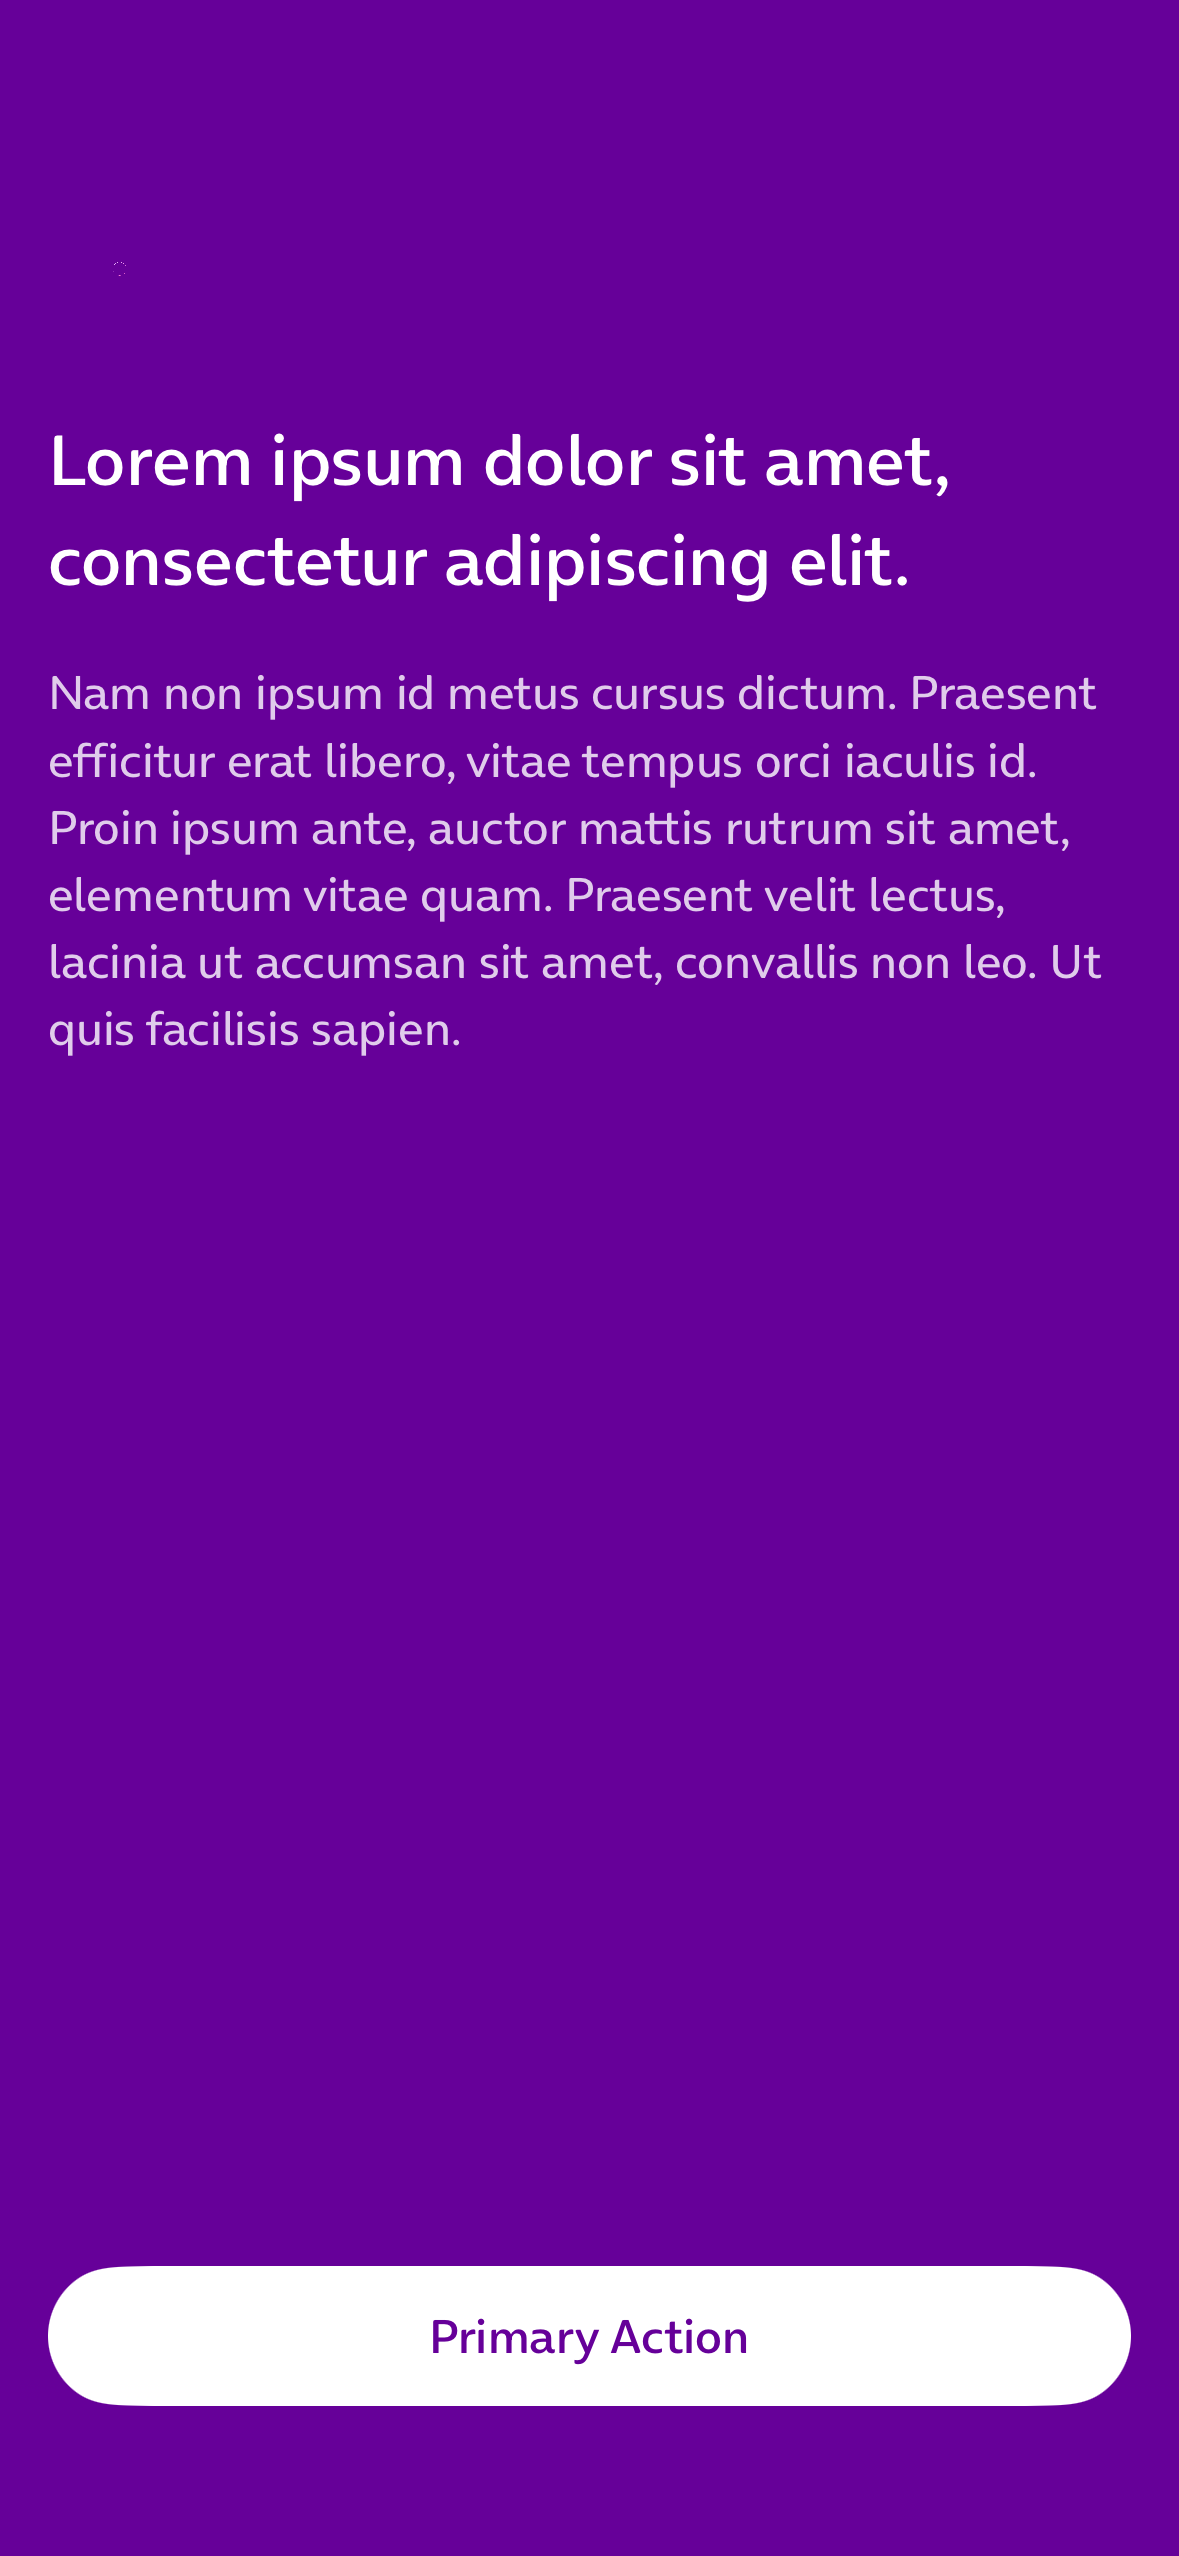 Lorem ipsum dolor sit amet,
consectetur adipiscing elit.
Nam non ipsum id metus cursus dictum. Praesent
efficitur erat libero, vitae tempus orci iaculis id.
Proin ipsum ante, auctor mattis rutrum sit amet,
elementum vitae quam. Praesent velit lectus,
lacinia ut accumsan sit amet, convallis non leo. Ut
quis facilisis sapien.
Primary Action